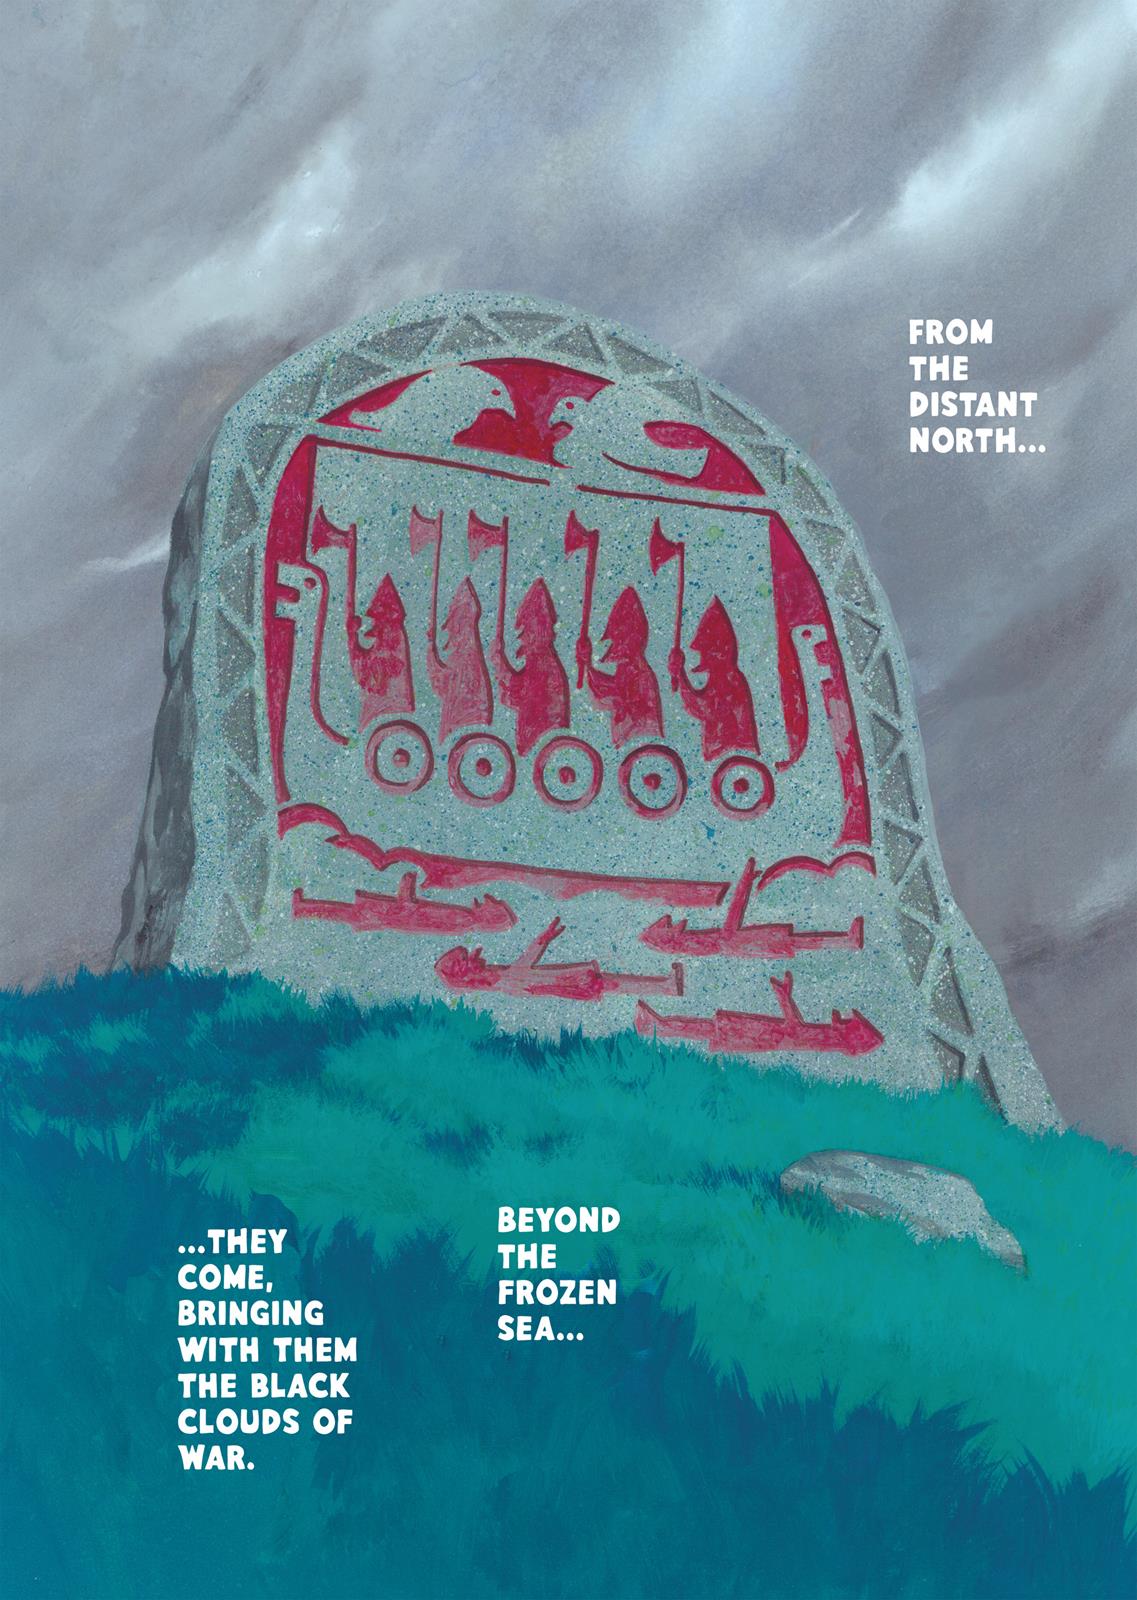 FROM
THE
DISTANT
NORTH...
BEYOND
THE
FROZEN
SEA...
...THEY
COME,
BRINGING
WITH THEM
THE BLACK
CLOUDS OF
WAR.